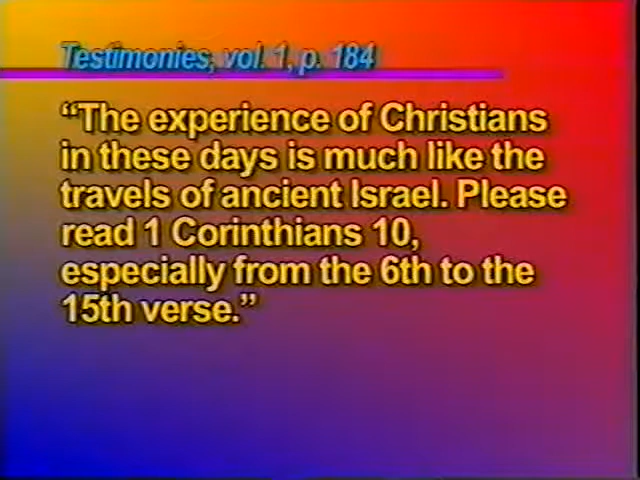 Testimonies, vol. 1, p. 184
“The experience of Christians
in these days is much like the
travels of ancient Israel. Please
read 1 Corinthians 10,
especially from the 6th to the
15th verse.”